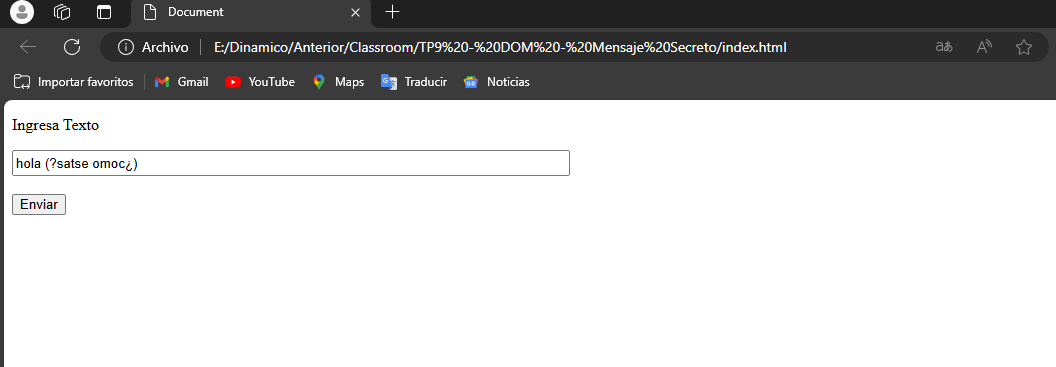 Document
Archivo E:/Dinamico/Anterior/Classroom/TP9%20-%20DOM%20-%20Mensaje%20Secreto/index.html
Importar favoritos Gmail YouTube Maps Traducir Noticias
Ingresa Texto
hola (?satse omoc¿)
Enviar